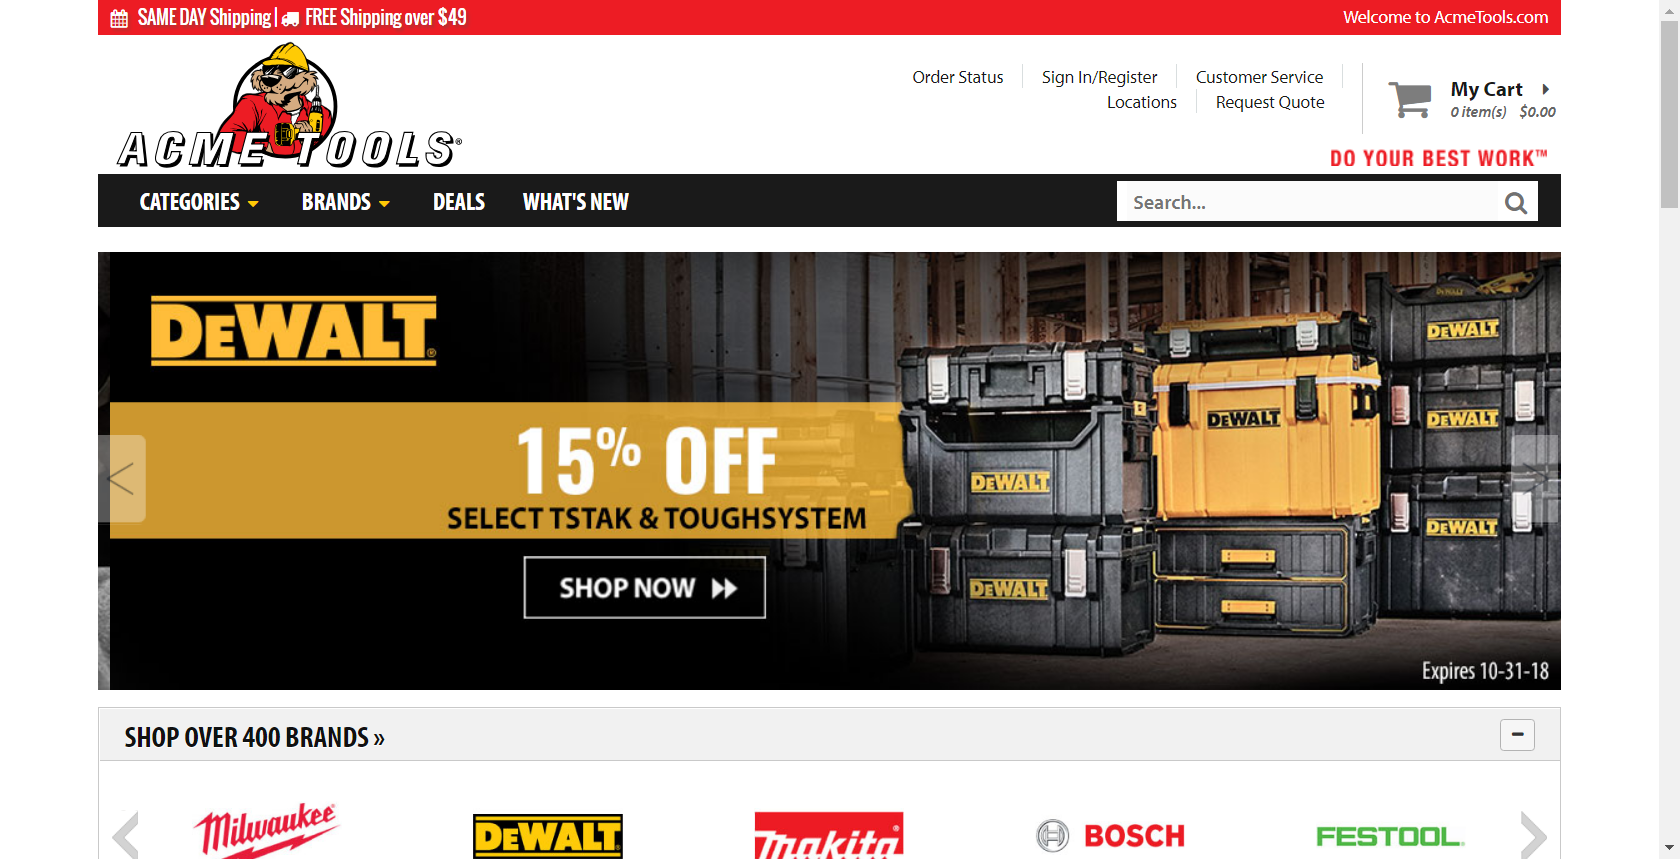 SAME DAY Shipping | FREE Shipping over $49
Welcome to AcmeTools.com
ACME TOOLS®
Order Status
Sign In/Register
Customer Service
Locations
Request Quote
My Cart
0 item(s) $0.00
DO YOUR BEST WORK™
CATEGORIES
BRANDS
DEALS
WHAT'S NEW
Search...
DEWALT®
15% OFF
SELECT TSTAK & TOUGHSYSTEM
SHOP NOW
DEWALT
DEWALT
DEWALT
DEWALT
DEWALT
DEWALT
Expires 10-31-18
SHOP OVER 400 BRANDS »
Milwaukee®
DEWALT
makita®
BOSCH
FESTOOL